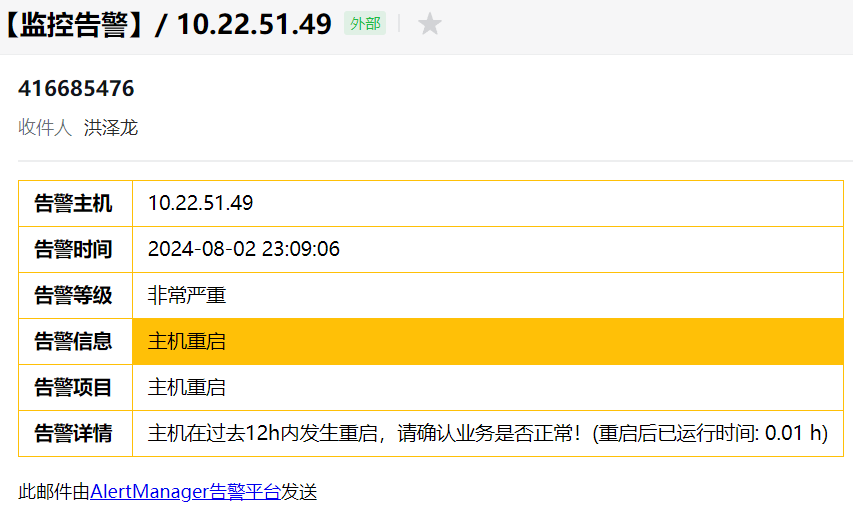 【监控告警】/ 10.22.51.49 外部
416685476
收件人 洪泽龙
告警主机 10.22.51.49
告警时间 2024-08-02 23:09:06
告警等级 非常严重
告警信息 主机重启
告警项目 主机重启
告警详情 主机在过去12h内发生重启，请确认业务是否正常！(重启后已运行时间: 0.01 h)
此邮件由AlertManager告警平台发送